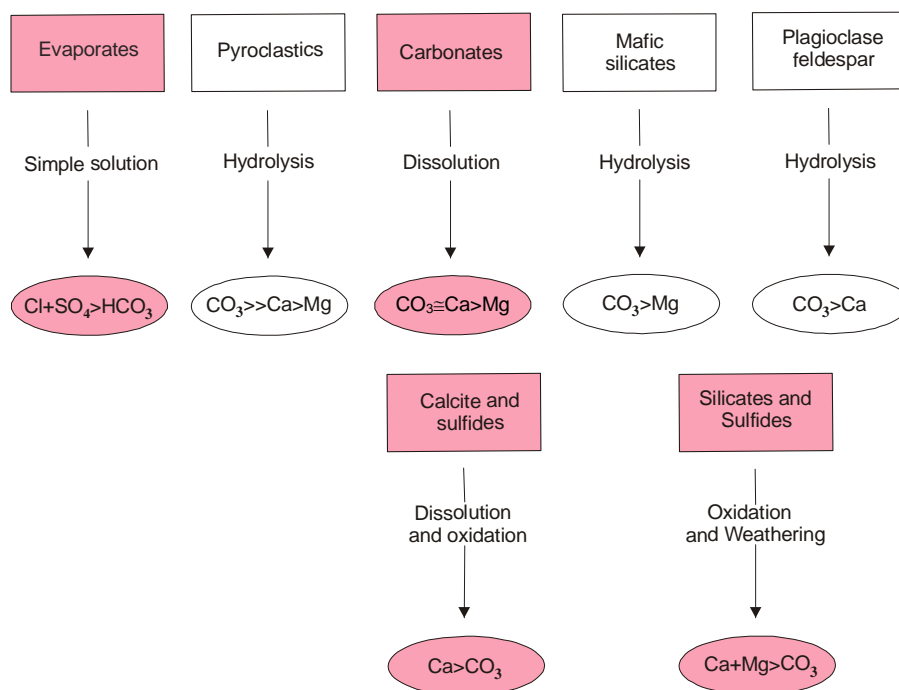 Evaporates
Pyroclastics
Carbonates
Mafic
silicates
Plagioclase
feldespar
Simple solution
Hydrolysis
Dissolution
Hydrolysis
Hydrolysis
Cl+SO₄>HCO₃
CO₃>>Ca>Mg
CO₃≅Ca>Mg
CO₃>Mg
CO₃>Ca
Calcite and
sulfides
Silicates and
Sulfides
Dissolution
and oxidation
Oxidation
and Weathering
Ca>CO₃
Ca+Mg>CO₃